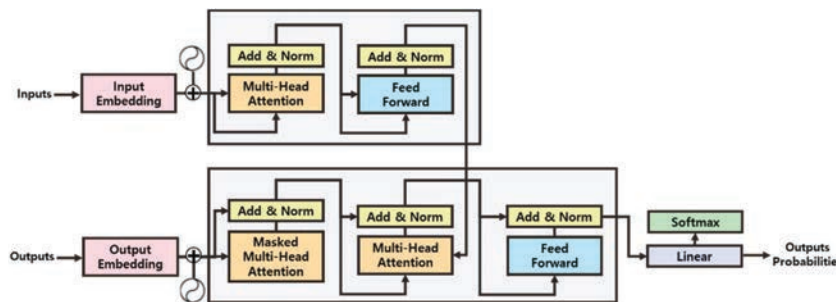 Add & Norm
Add & Norm
Inputs
Input
Embedding
Multi-Head
Attention
Feed
Forward
Add & Norm
Add & Norm
Add & Norm
Softmax
Outputs
Output
Embedding
Masked
Multi-Head
Attention
Multi-Head
Attention
Feed
Forward
Linear
Outputs
Probabilitie